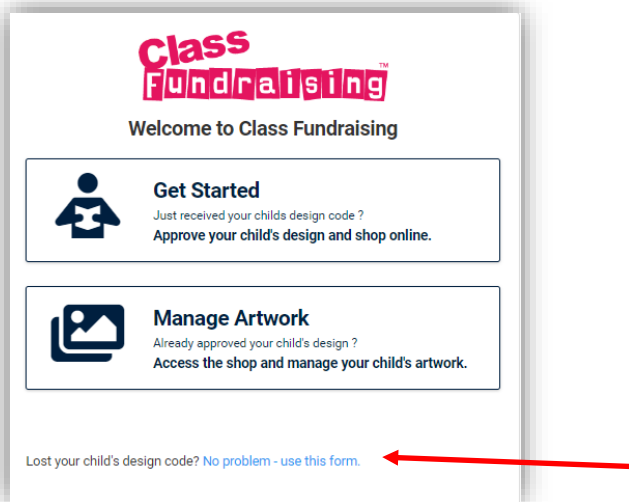 Class
Fundraising™
Welcome to Class Fundraising
Get Started
Just received your childs design code ?
Approve your child's design and shop online.
Manage Artwork
Already approved your child's design ?
Access the shop and manage your child's artwork.
Lost your child's design code? No problem - use this form.